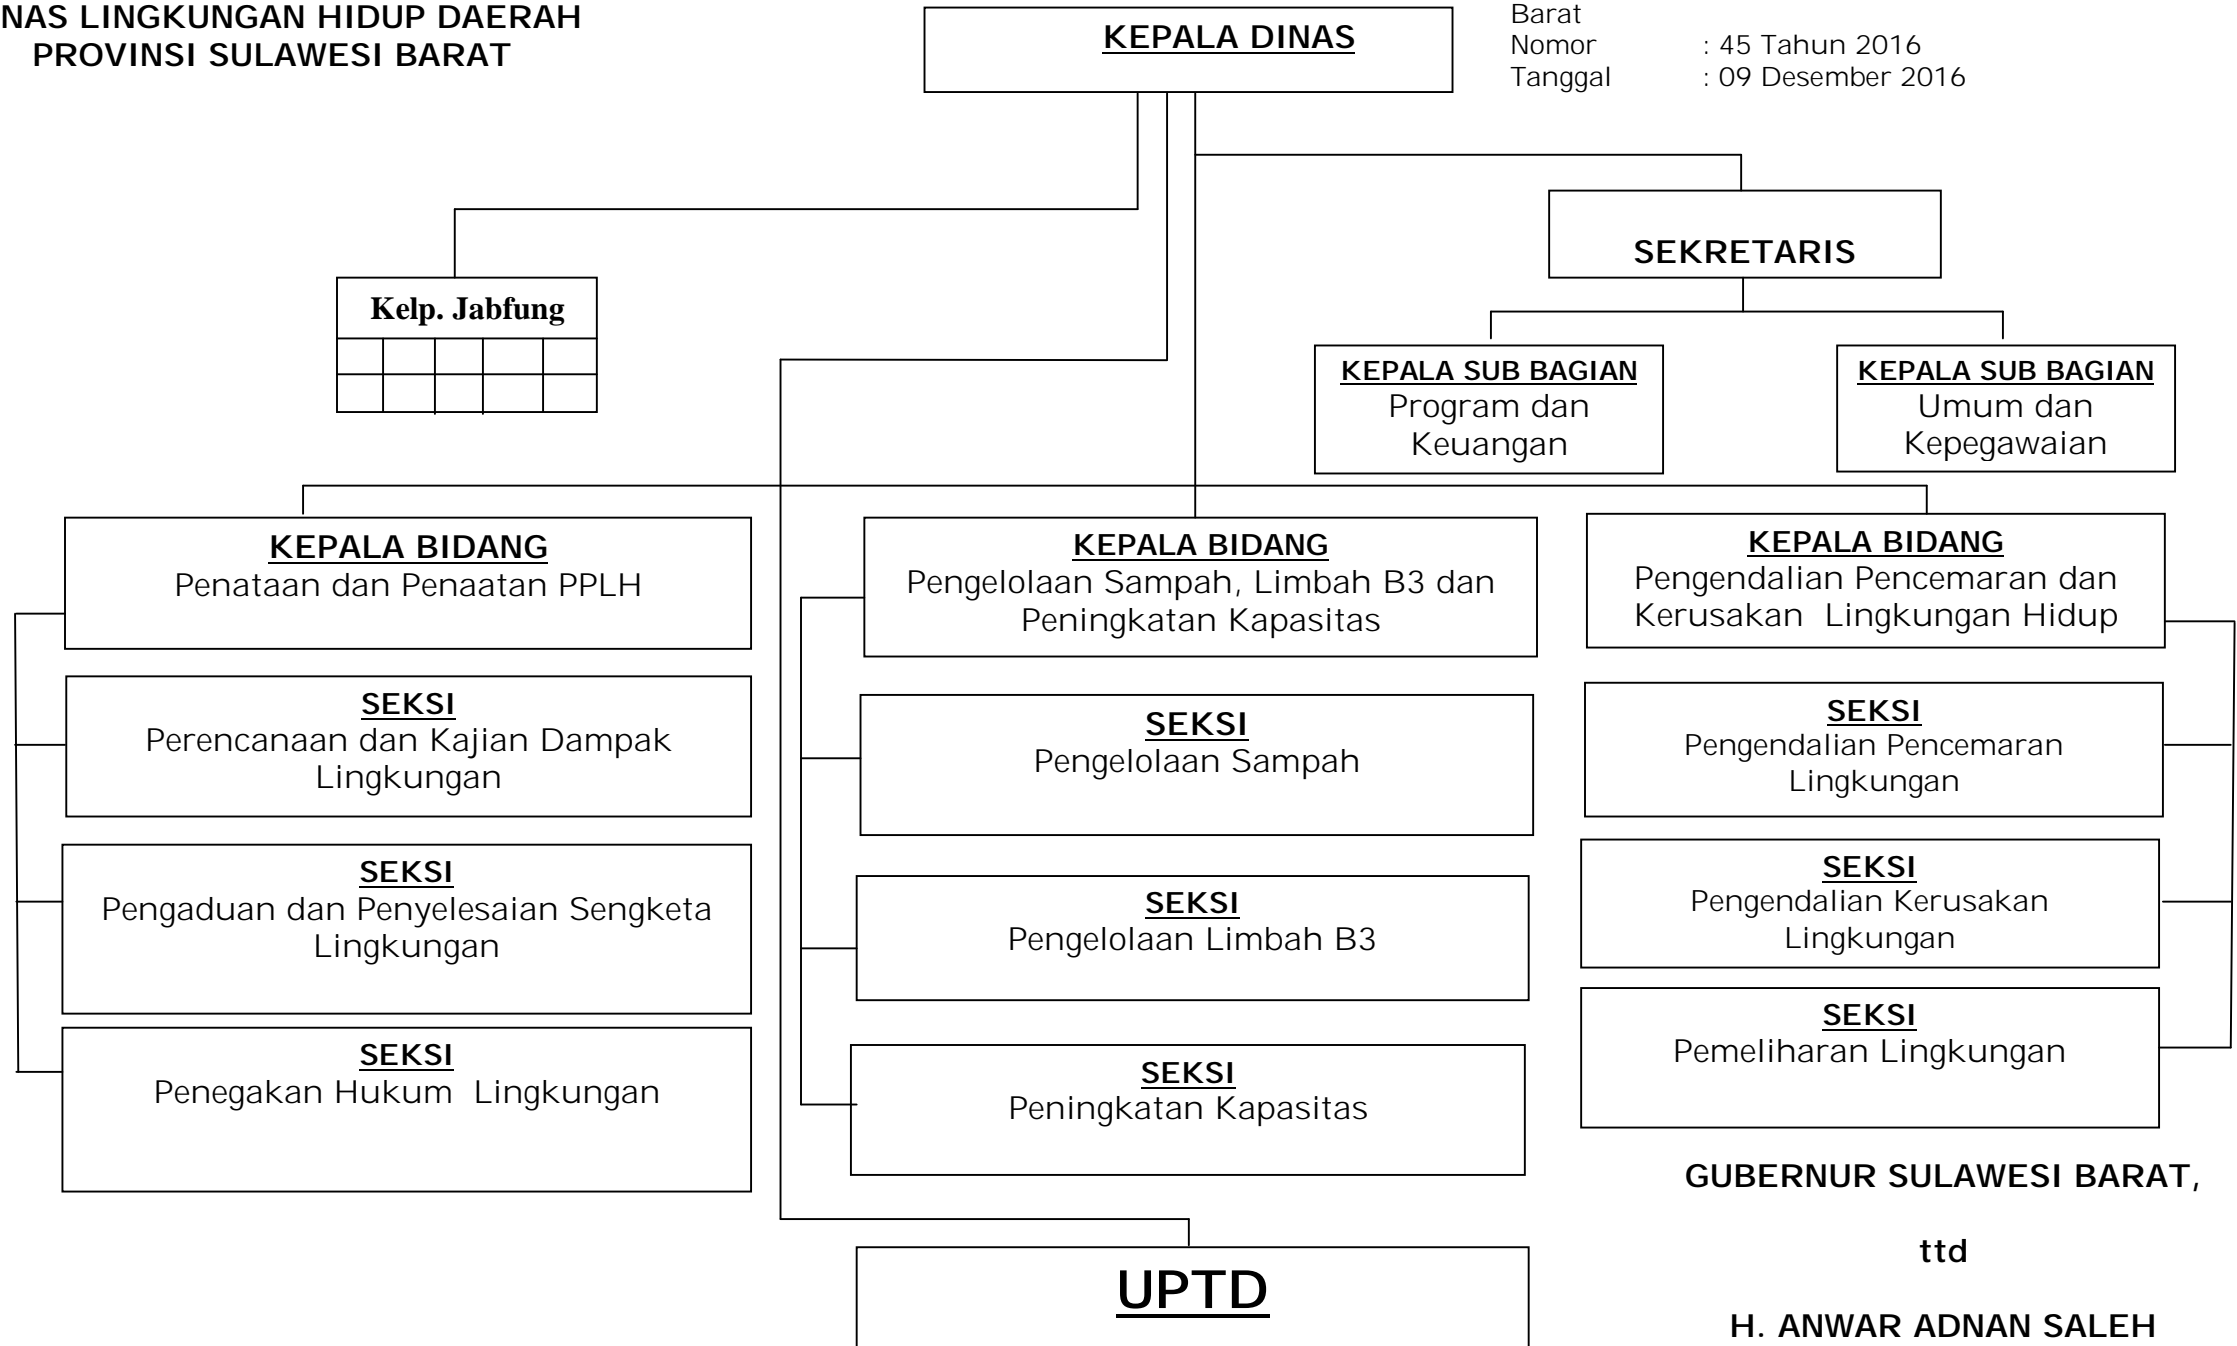 NAS LINGKUNGAN HIDUP DAERAH
PROVINSI SULAWESI BARAT
KEPALA DINAS
Barat
Nomor : 45 Tahun 2016
Tanggal : 09 Desember 2016
SEKRETARIS
Kelp. Jabfung
KEPALA SUB BAGIAN
Program dan
Keuangan
KEPALA SUB BAGIAN
Umum dan
Kepegawaian
KEPALA BIDANG
Penataan dan Penaatan PPLH
KEPALA BIDANG
Pengelolaan Sampah, Limbah B3 dan
Peningkatan Kapasitas
KEPALA BIDANG
Pengendalian Pencemaran dan
Kerusakan Lingkungan Hidup
SEKSI
Perencanaan dan Kajian Dampak
Lingkungan
SEKSI
Pengelolaan Sampah
SEKSI
Pengendalian Pencemaran
Lingkungan
SEKSI
Pengaduan dan Penyelesaian Sengketa
Lingkungan
SEKSI
Pengelolaan Limbah B3
SEKSI
Pengendalian Kerusakan
Lingkungan
SEKSI
Penegakan Hukum Lingkungan
SEKSI
Peningkatan Kapasitas
SEKSI
Pemeliharan Lingkungan
UPTD
GUBERNUR SULAWESI BARAT,
ttd
H. ANWAR ADNAN SALEH